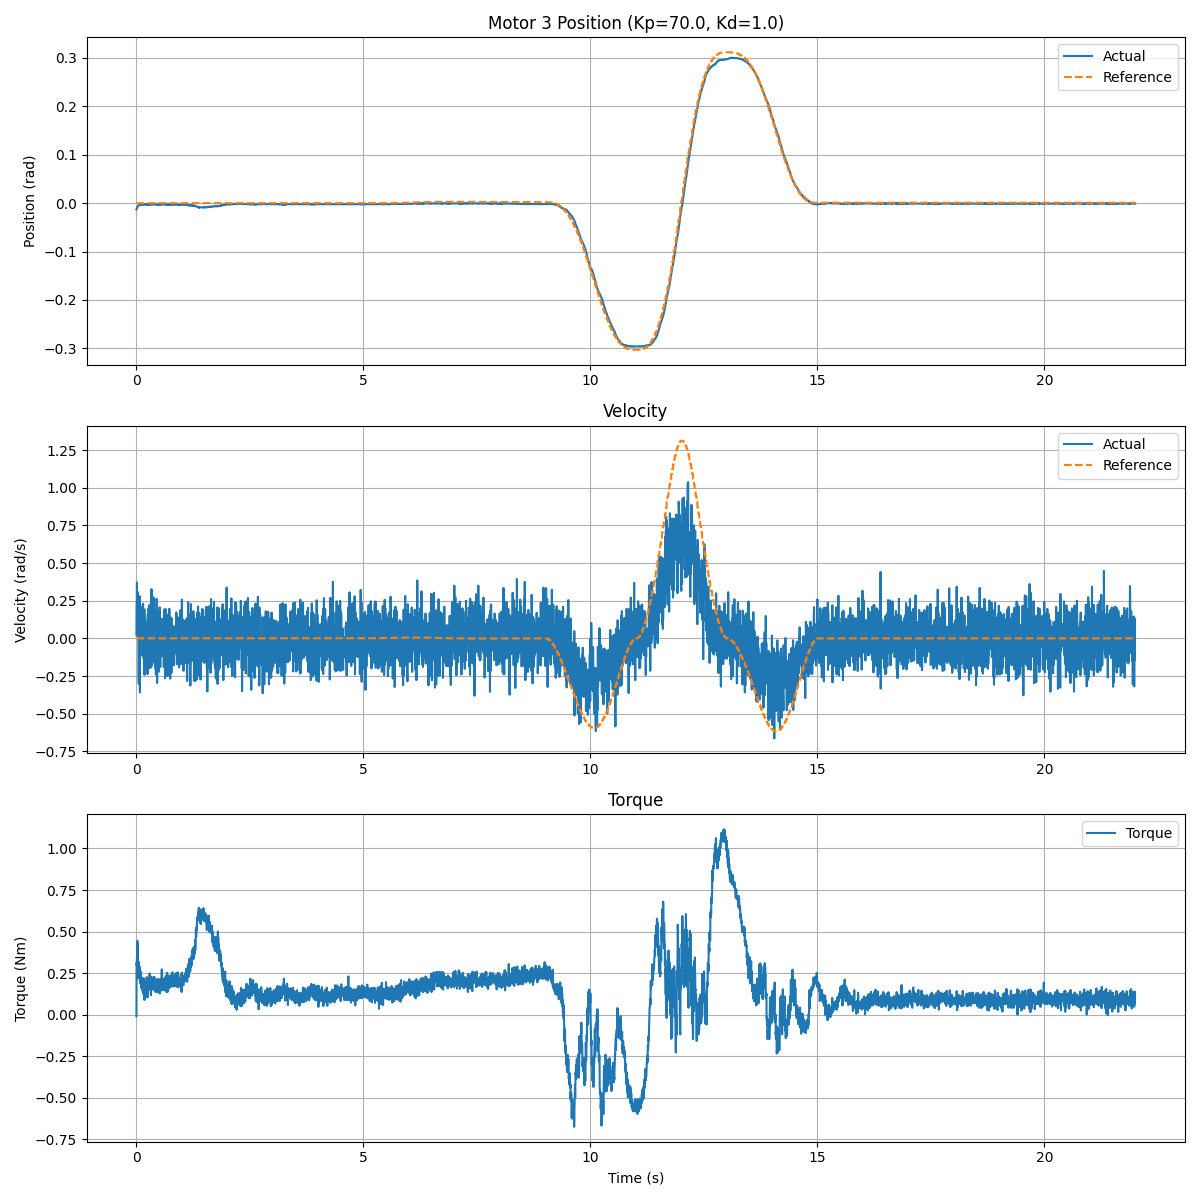 Motor 3 Position (Kp=70.0, Kd=1.0)
Position (rad)
0.3
0.2
0.1
0.0
−0.1
−0.2
−0.3
Actual
Reference
0 5 10 15 20
Velocity
Velocity (rad/s)
1.25
1.00
0.75
0.50
0.25
0.00
−0.25
−0.50
−0.75
Actual
Reference
0 5 10 15 20
Torque
Torque (Nm)
1.00
0.75
0.50
0.25
0.00
−0.25
−0.50
−0.75
Torque
0 5 10 15 20
Time (s)